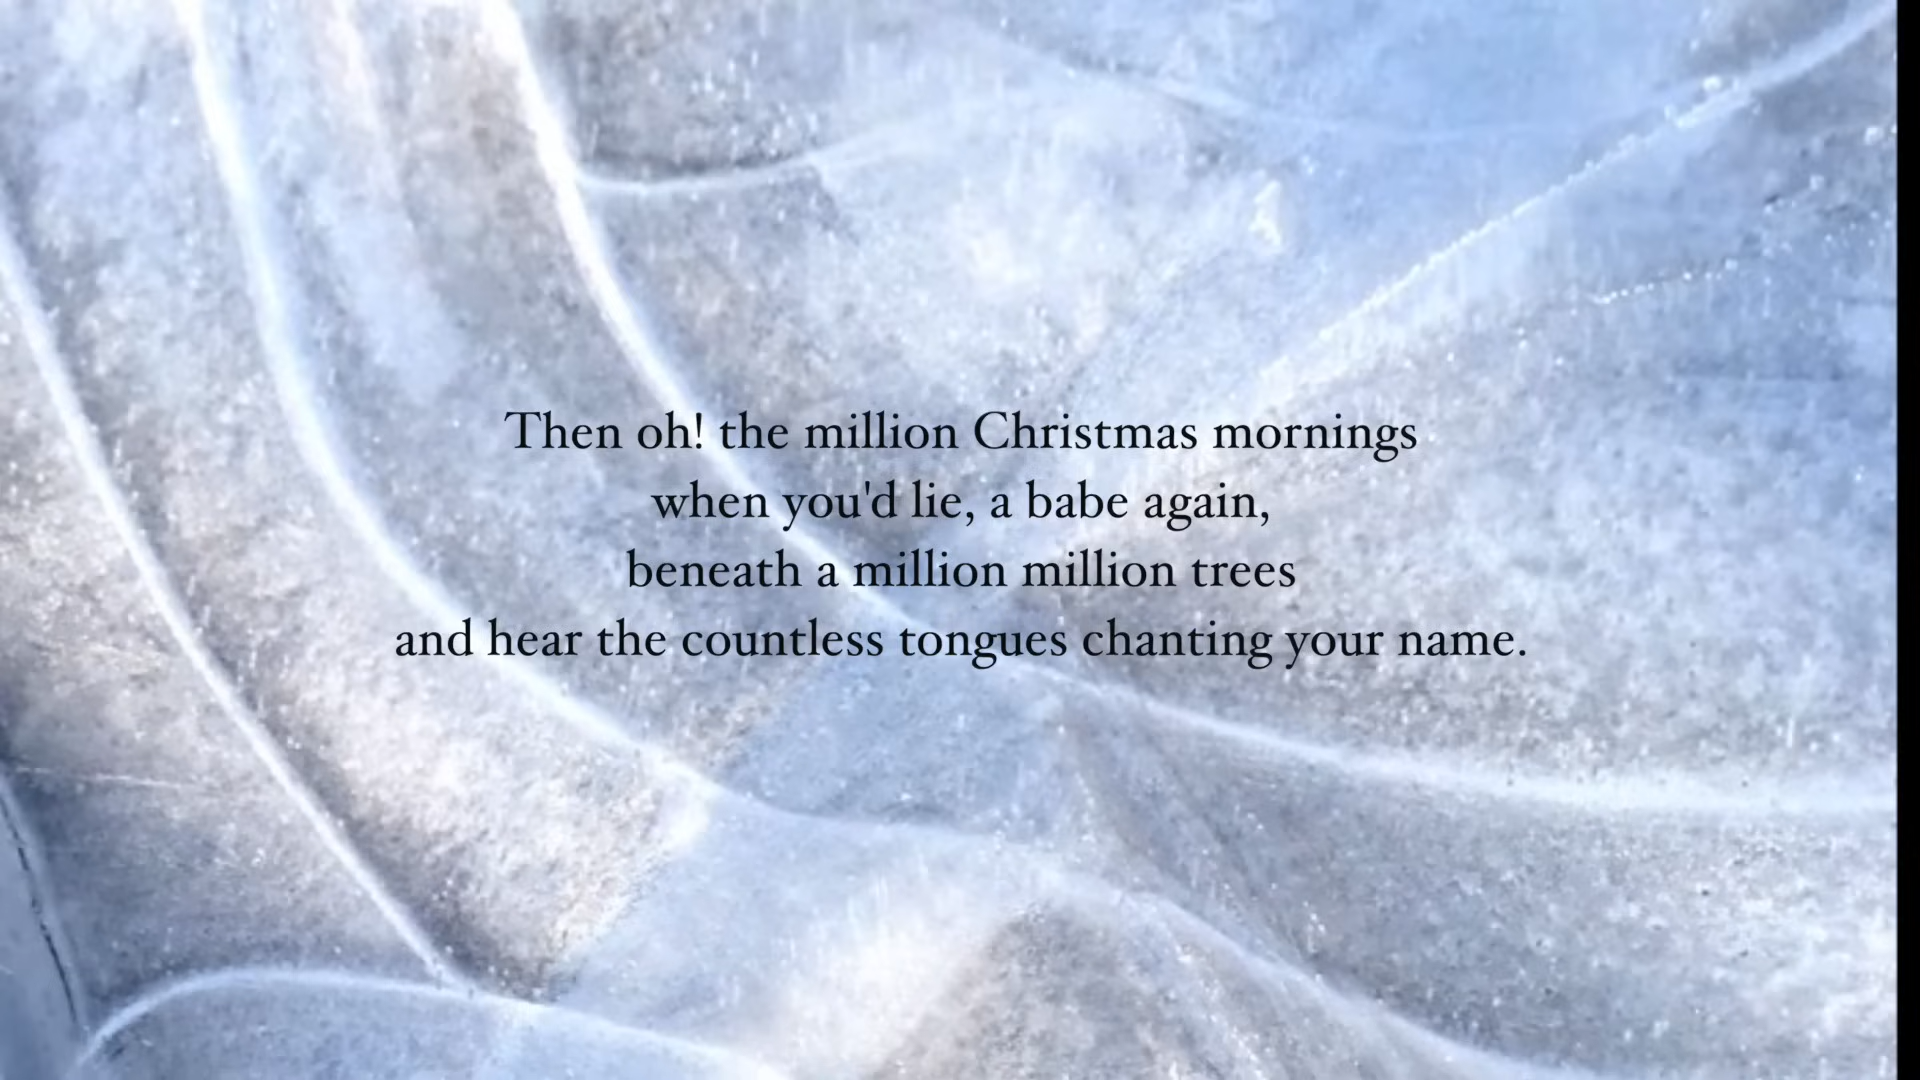 Then oh! the million Christmas mornings
when you'd lie, a babe again,
beneath a million million trees
and hear the countless tongues chanting your name.